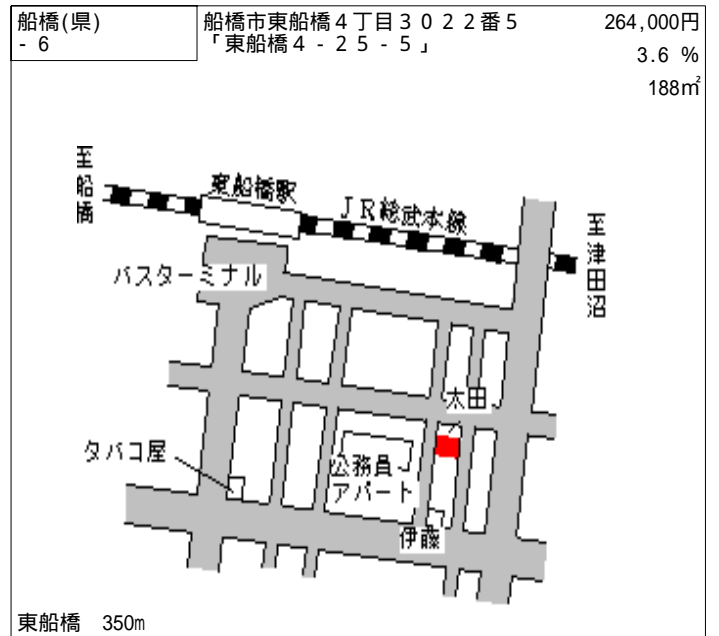 船橋(県)
- 6
船橋市東船橋４丁目３０２２番５
「東船橋４-２５-５」
264,000円
3.6 %
188㎡
至船橋
東船橋駅
ＪＲ総武本線
至津田沼
バスターミナル
太田
タバコ屋
公務員
アパート
伊藤
東船橋 350m